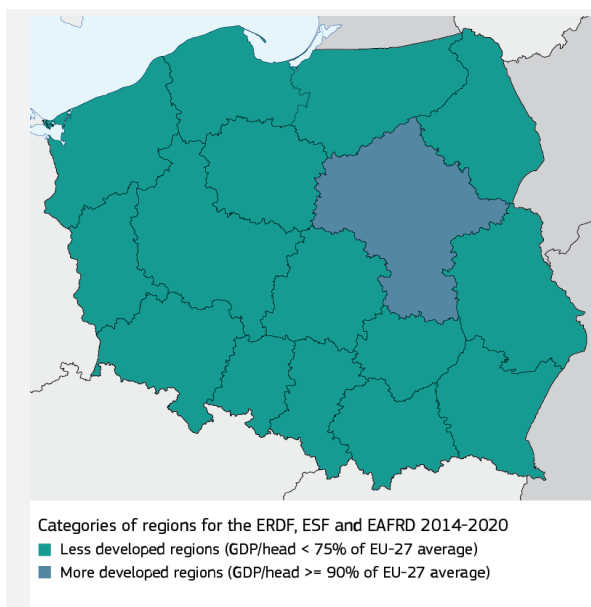 Categories of regions for the ERDF, ESF and EAFRD 2014-2020
Less developed regions (GDP/head < 75% of EU-27 average)
More developed regions (GDP/head >= 90% of EU-27 average)